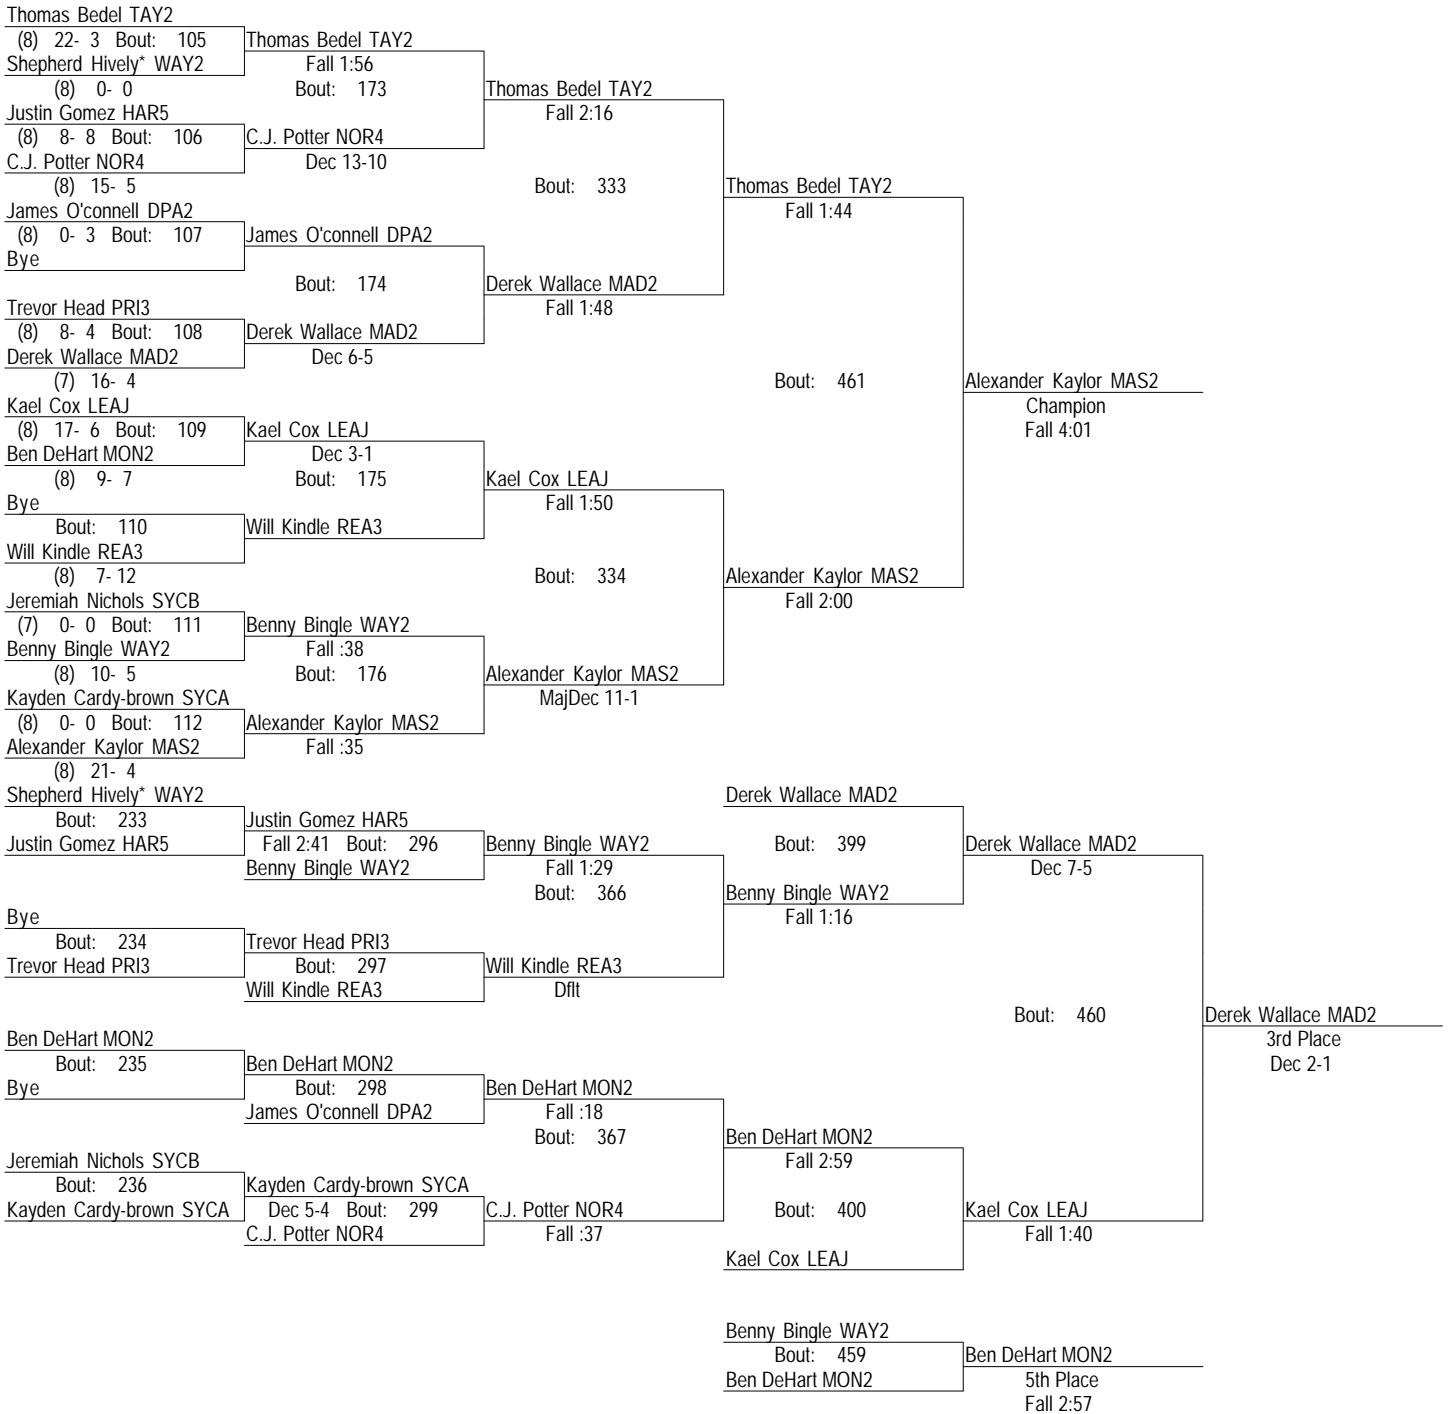 Thomas Bedel TAY2
(8) 22- 3 Bout: 105 Thomas Bedel TAY2
Shepherd Hively* WAY2 Fall 1:56
(8) 0- 0 Bout: 173 Thomas Bedel TAY2
Justin Gomez HAR5 Fall 2:16
(8) 8- 8 Bout: 106 C.J. Potter NOR4
C.J. Potter NOR4 Dec 13-10
(8) 15- 5 Bout: 333 Thomas Bedel TAY2
James O'connell DPA2 Fall 1:44
(8) 0- 3 Bout: 107 James O'connell DPA2
Bye
Bout: 174 Derek Wallace MAD2
Trevor Head PRI3 Fall 1:48
(8) 8- 4 Bout: 108 Derek Wallace MAD2
Derek Wallace MAD2 Dec 6-5
(7) 16- 4 Bout: 461 Alexander Kaylor MAS2
Kael Cox LEAJ Champion
(8) 17- 6 Bout: 109 Kael Cox LEAJ Fall 4:01
Ben DeHart MON2 Dec 3-1
(8) 9- 7 Bout: 175 Kael Cox LEAJ
Bye Fall 1:50
Bout: 110 Will Kindle REA3
Will Kindle REA3
(8) 7- 12 Bout: 334 Alexander Kaylor MAS2
Jeremiah Nichols SYCB Fall 2:00
(7) 0- 0 Bout: 111 Benny Bingle WAY2
Benny Bingle WAY2 Fall :38
(8) 10- 5 Bout: 176 Alexander Kaylor MAS2
Kayden Cardy-brown SYCA MajDec 11-1
(8) 0- 0 Bout: 112 Alexander Kaylor MAS2
Alexander Kaylor MAS2 Fall :35
(8) 21- 4
Shepherd Hively* WAY2 Derek Wallace MAD2
Bout: 233 Justin Gomez HAR5
Justin Gomez HAR5 Fall 2:41 Bout: 296 Benny Bingle WAY2 Bout: 399 Derek Wallace MAD2
Benny Bingle WAY2 Fall 1:29 Dec 7-5
Bout: 366 Benny Bingle WAY2
Bye Fall 1:16
Bout: 234 Trevor Head PRI3
Trevor Head PRI3 Bout: 297 Will Kindle REA3
Will Kindle REA3 Dflt
Bout: 460 Derek Wallace MAD2
Ben DeHart MON2 3rd Place
Bout: 235 Ben DeHart MON2 Dec 2-1
Bye Bout: 298 Ben DeHart MON2
James O'connell DPA2 Fall :18
Bout: 367 Ben DeHart MON2
Jeremiah Nichols SYCB Fall 2:59
Bout: 236 Kayden Cardy-brown SYCA
Kayden Cardy-brown SYCA Dec 5-4 Bout: 299 C.J. Potter NOR4 Bout: 400 Kael Cox LEAJ
C.J. Potter NOR4 Fall :37 Fall 1:40
Kael Cox LEAJ
Benny Bingle WAY2
Bout: 459 Ben DeHart MON2
Ben DeHart MON2 5th Place
Fall 2:57